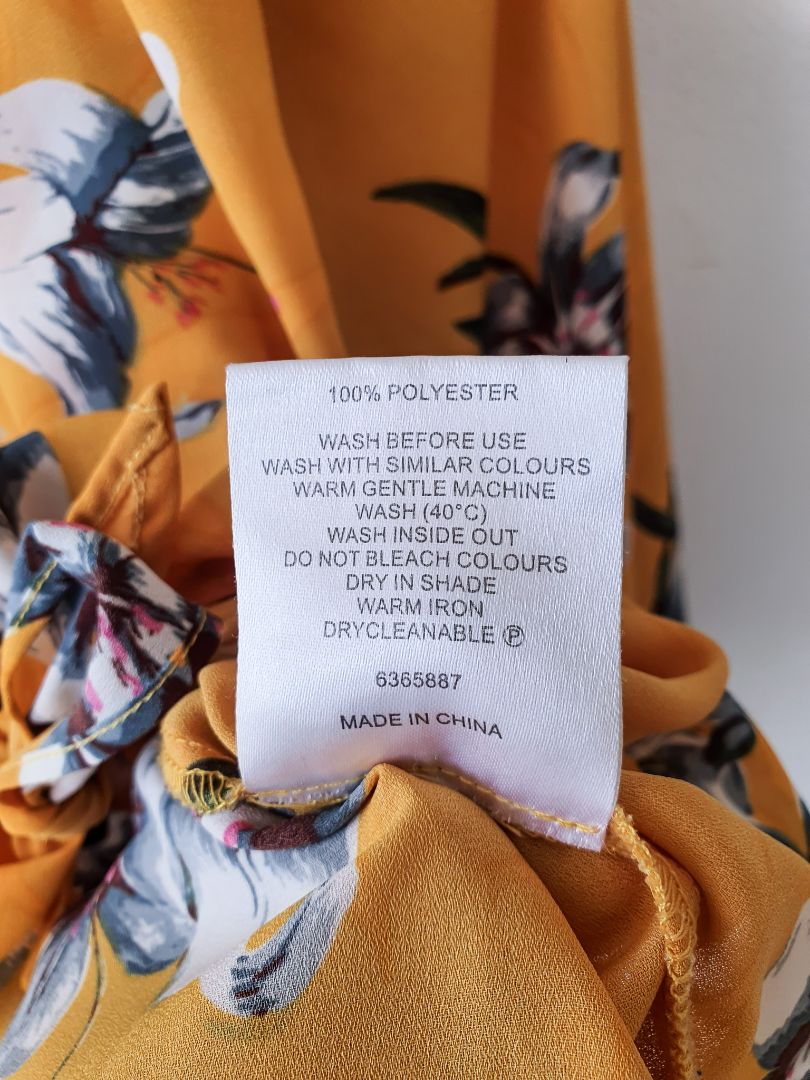 100% POLYESTER
WASH BEFORE USE
WASH WITH SIMILAR COLOURS
WARM GENTLE MACHINE
WASH (40°C)
WASH INSIDE OUT
DO NOT BLEACH COLOURS
DRY IN SHADE
WARM IRON
DRYCLEANABLE Ⓟ
6365887
MADE IN CHINA